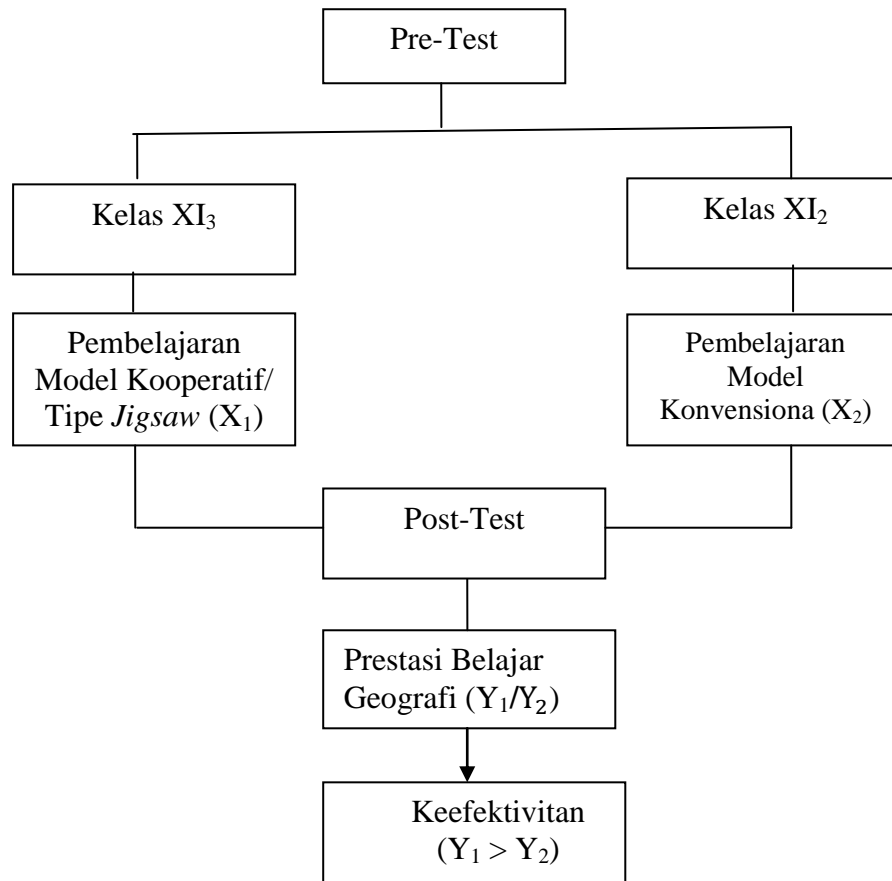 Pre-Test
Kelas XI₃
Kelas XI₂
Pembelajaran
Model Kooperatif/
Tipe Jigsaw (X₁)
Pembelajaran
Model
Konvensiona (X₂)
Post-Test
Prestasi Belajar
Geografi (Y₁/Y₂)
Keefektivitan
(Y₁ > Y₂)